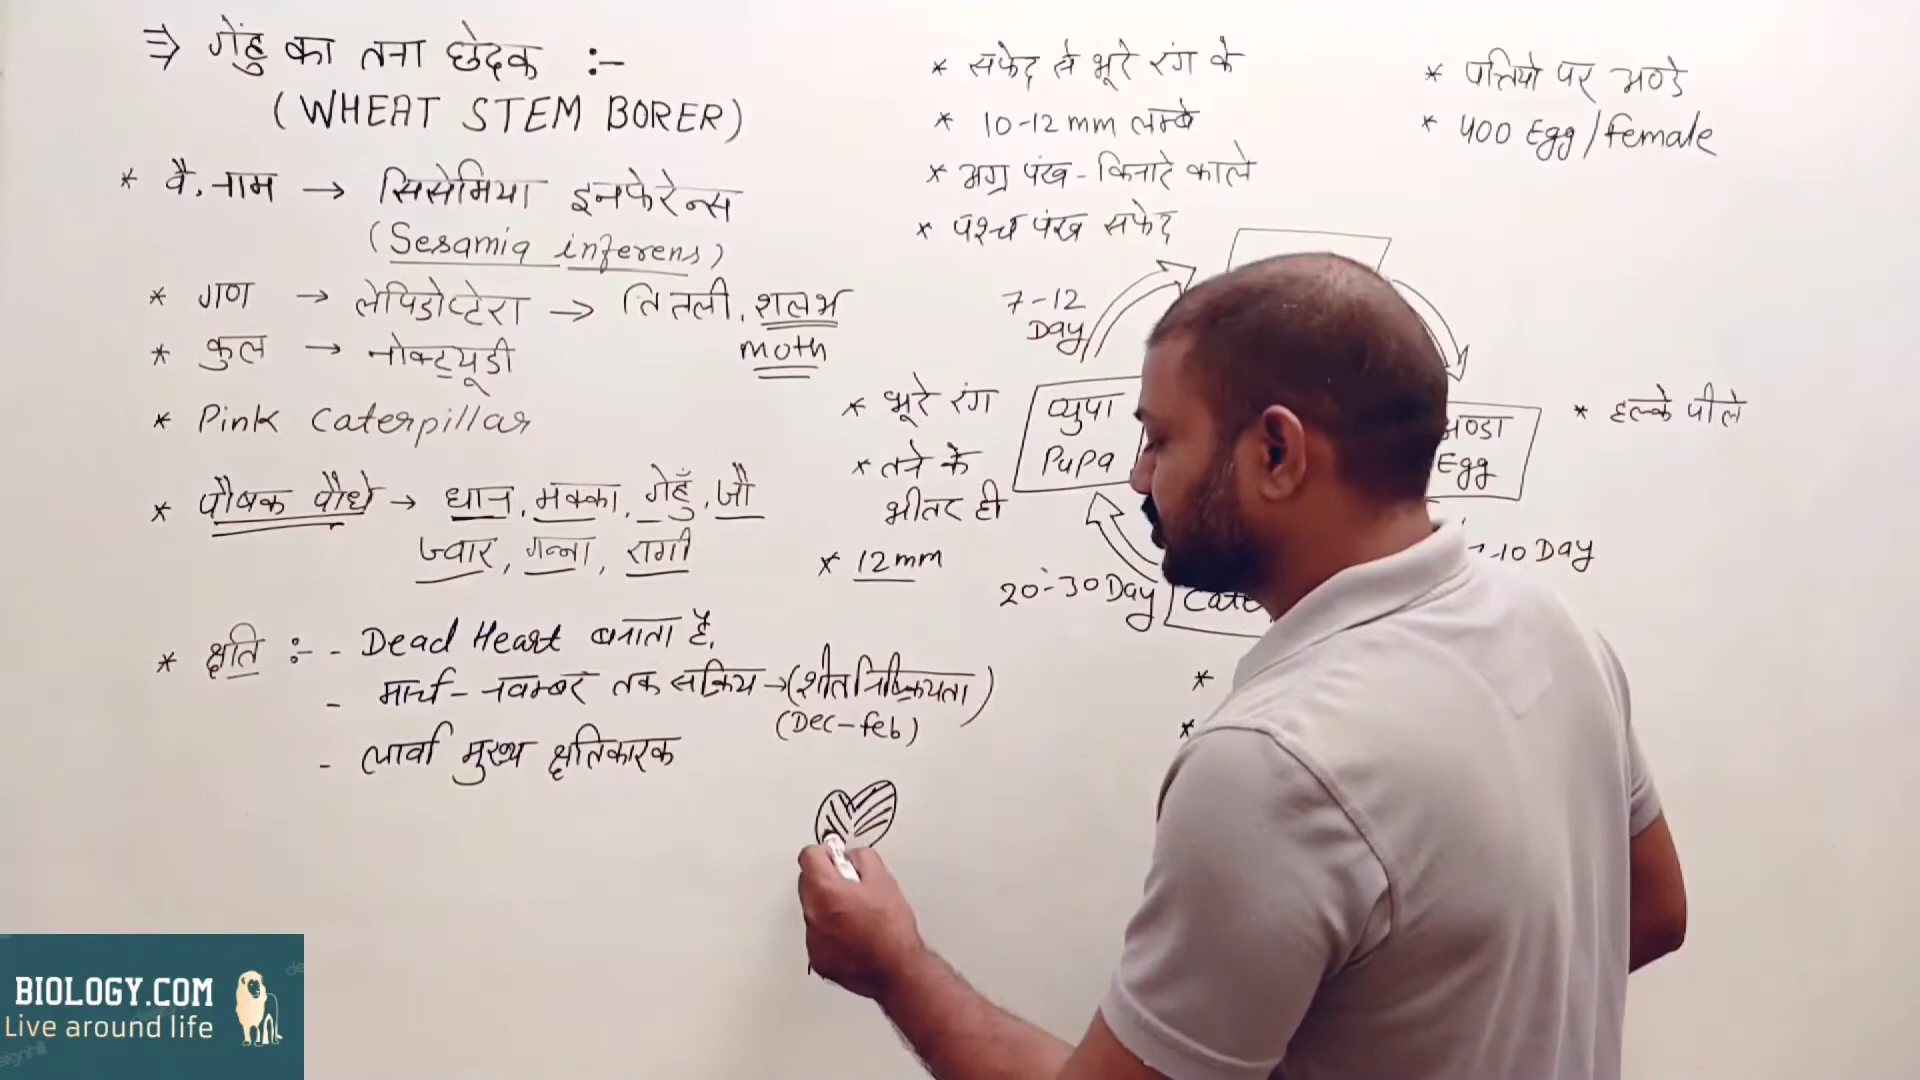 ⇒ गेंहु का तना छेदक :-
(WHEAT STEM BORER)
* वै. नाम → सिसेमिया इनफेरेन्स
(Sesamia inferens)
* गण → लेपिडोप्टेरा → तितली, शलभ
moth
* कुल → नोक्ट्यूडी
* Pink Caterpillar
* पौषक पौधे → धान, मक्का, गेहुँ, जौ
ज्वार, गन्ना, रागी
* क्षति :- - Dead Heart बनाता है.
- मार्च - नवम्बर तक सक्रिय → (शीतनिष्क्रियता)
(Dec-feb)
- लार्वा मुख्य क्षतिकारक
* सफेद से भूरे रंग के
* 10-12 mm लम्बे
* अग्र पंख - किनारे काले
* पश्च पंख सफेद
* पत्तियो पर अण्डे
* 400 Egg/female
7-12
Day
* भूरे रंग
* तने के
भीतर ही
* 12mm
प्युपा
PuPa
अण्डा
Egg
* हल्के पीले
-10 Day
20-30 Day
Cate
*
*
BIOLOGY.COM
Live around life